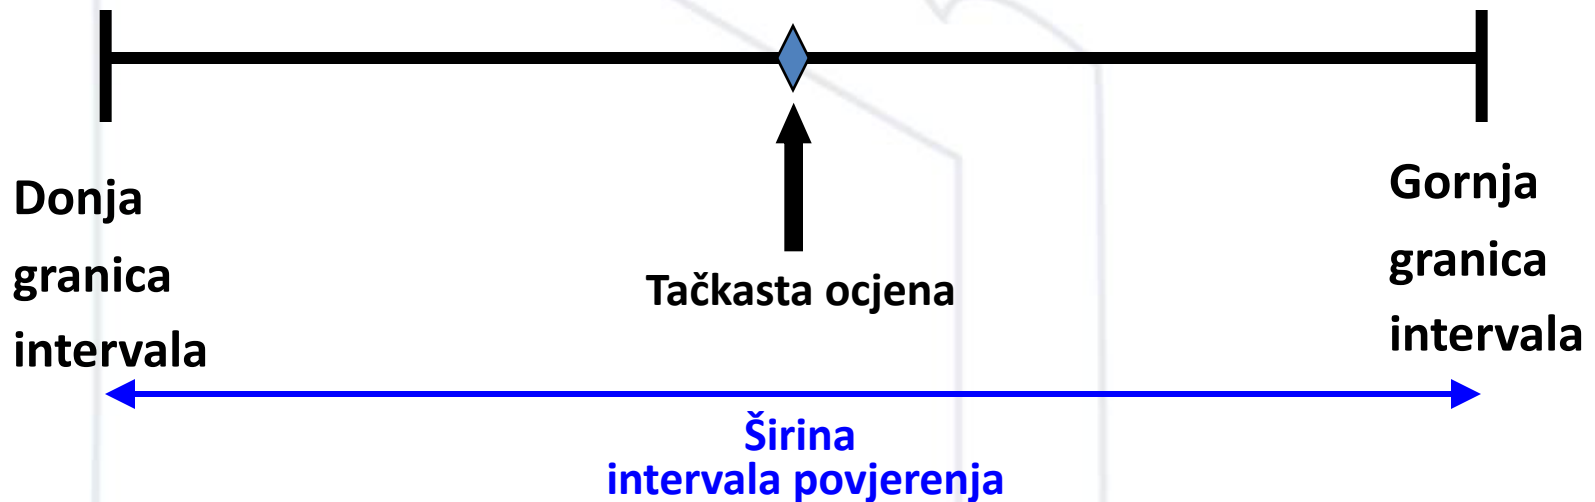 Donja
granica
intervala
Tačkasta ocjena
Gornja
granica
intervala
Širina
intervala povjerenja